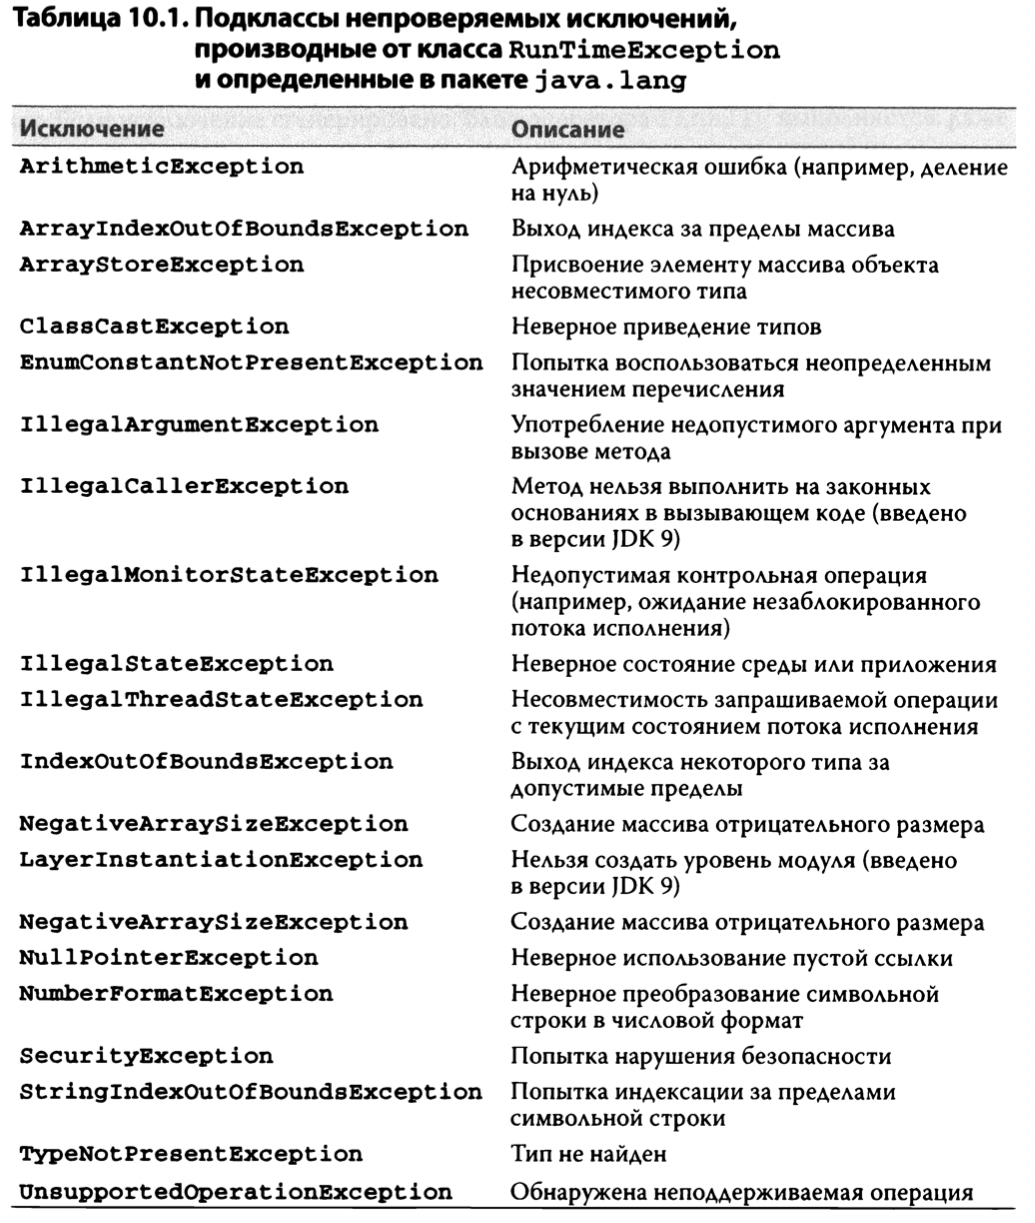 Таблица 10.1. Подклассы непроверяемых исключений,
производные от класса RunTimeException
и определенные в пакете java.lang
Исключение Описание
ArithmeticException Арифметическая ошибка (например, деление
на нуль)
ArrayIndexOutOfBoundsException Выход индекса за пределы массива
ArrayStoreException Присвоение элементу массива объекта
несовместимого типа
ClassCastException Неверное приведение типов
EnumConstantNotPresentException Попытка воспользоваться неопределенным
значением перечисления
IllegalArgumentException Употребление недопустимого аргумента при
вызове метода
IllegalCallerException Метод нельзя выполнить на законных
основаниях в вызывающем коде (введено
в версии JDK 9)
IllegalMonitorStateException Недопустимая контрольная операция
(например, ожидание незаблокированного
потока исполнения)
IllegalStateException Неверное состояние среды или приложения
IllegalThreadStateException Несовместимость запрашиваемой операции
с текущим состоянием потока исполнения
IndexOutOfBoundsException Выход индекса некоторого типа за
допустимые пределы
NegativeArraySizeException Создание массива отрицательного размера
LayerInstantiationException Нельзя создать уровень модуля (введено
в версии JDK 9)
NegativeArraySizeException Создание массива отрицательного размера
NullPointerException Неверное использование пустой ссылки
NumberFormatException Неверное преобразование символьной
строки в числовой формат
SecurityException Попытка нарушения безопасности
StringIndexOutOfBoundsException Попытка индексации за пределами
символьной строки
TypeNotPresentException Тип не найден
UnsupportedOperationException Обнаружена неподдерживаемая операция